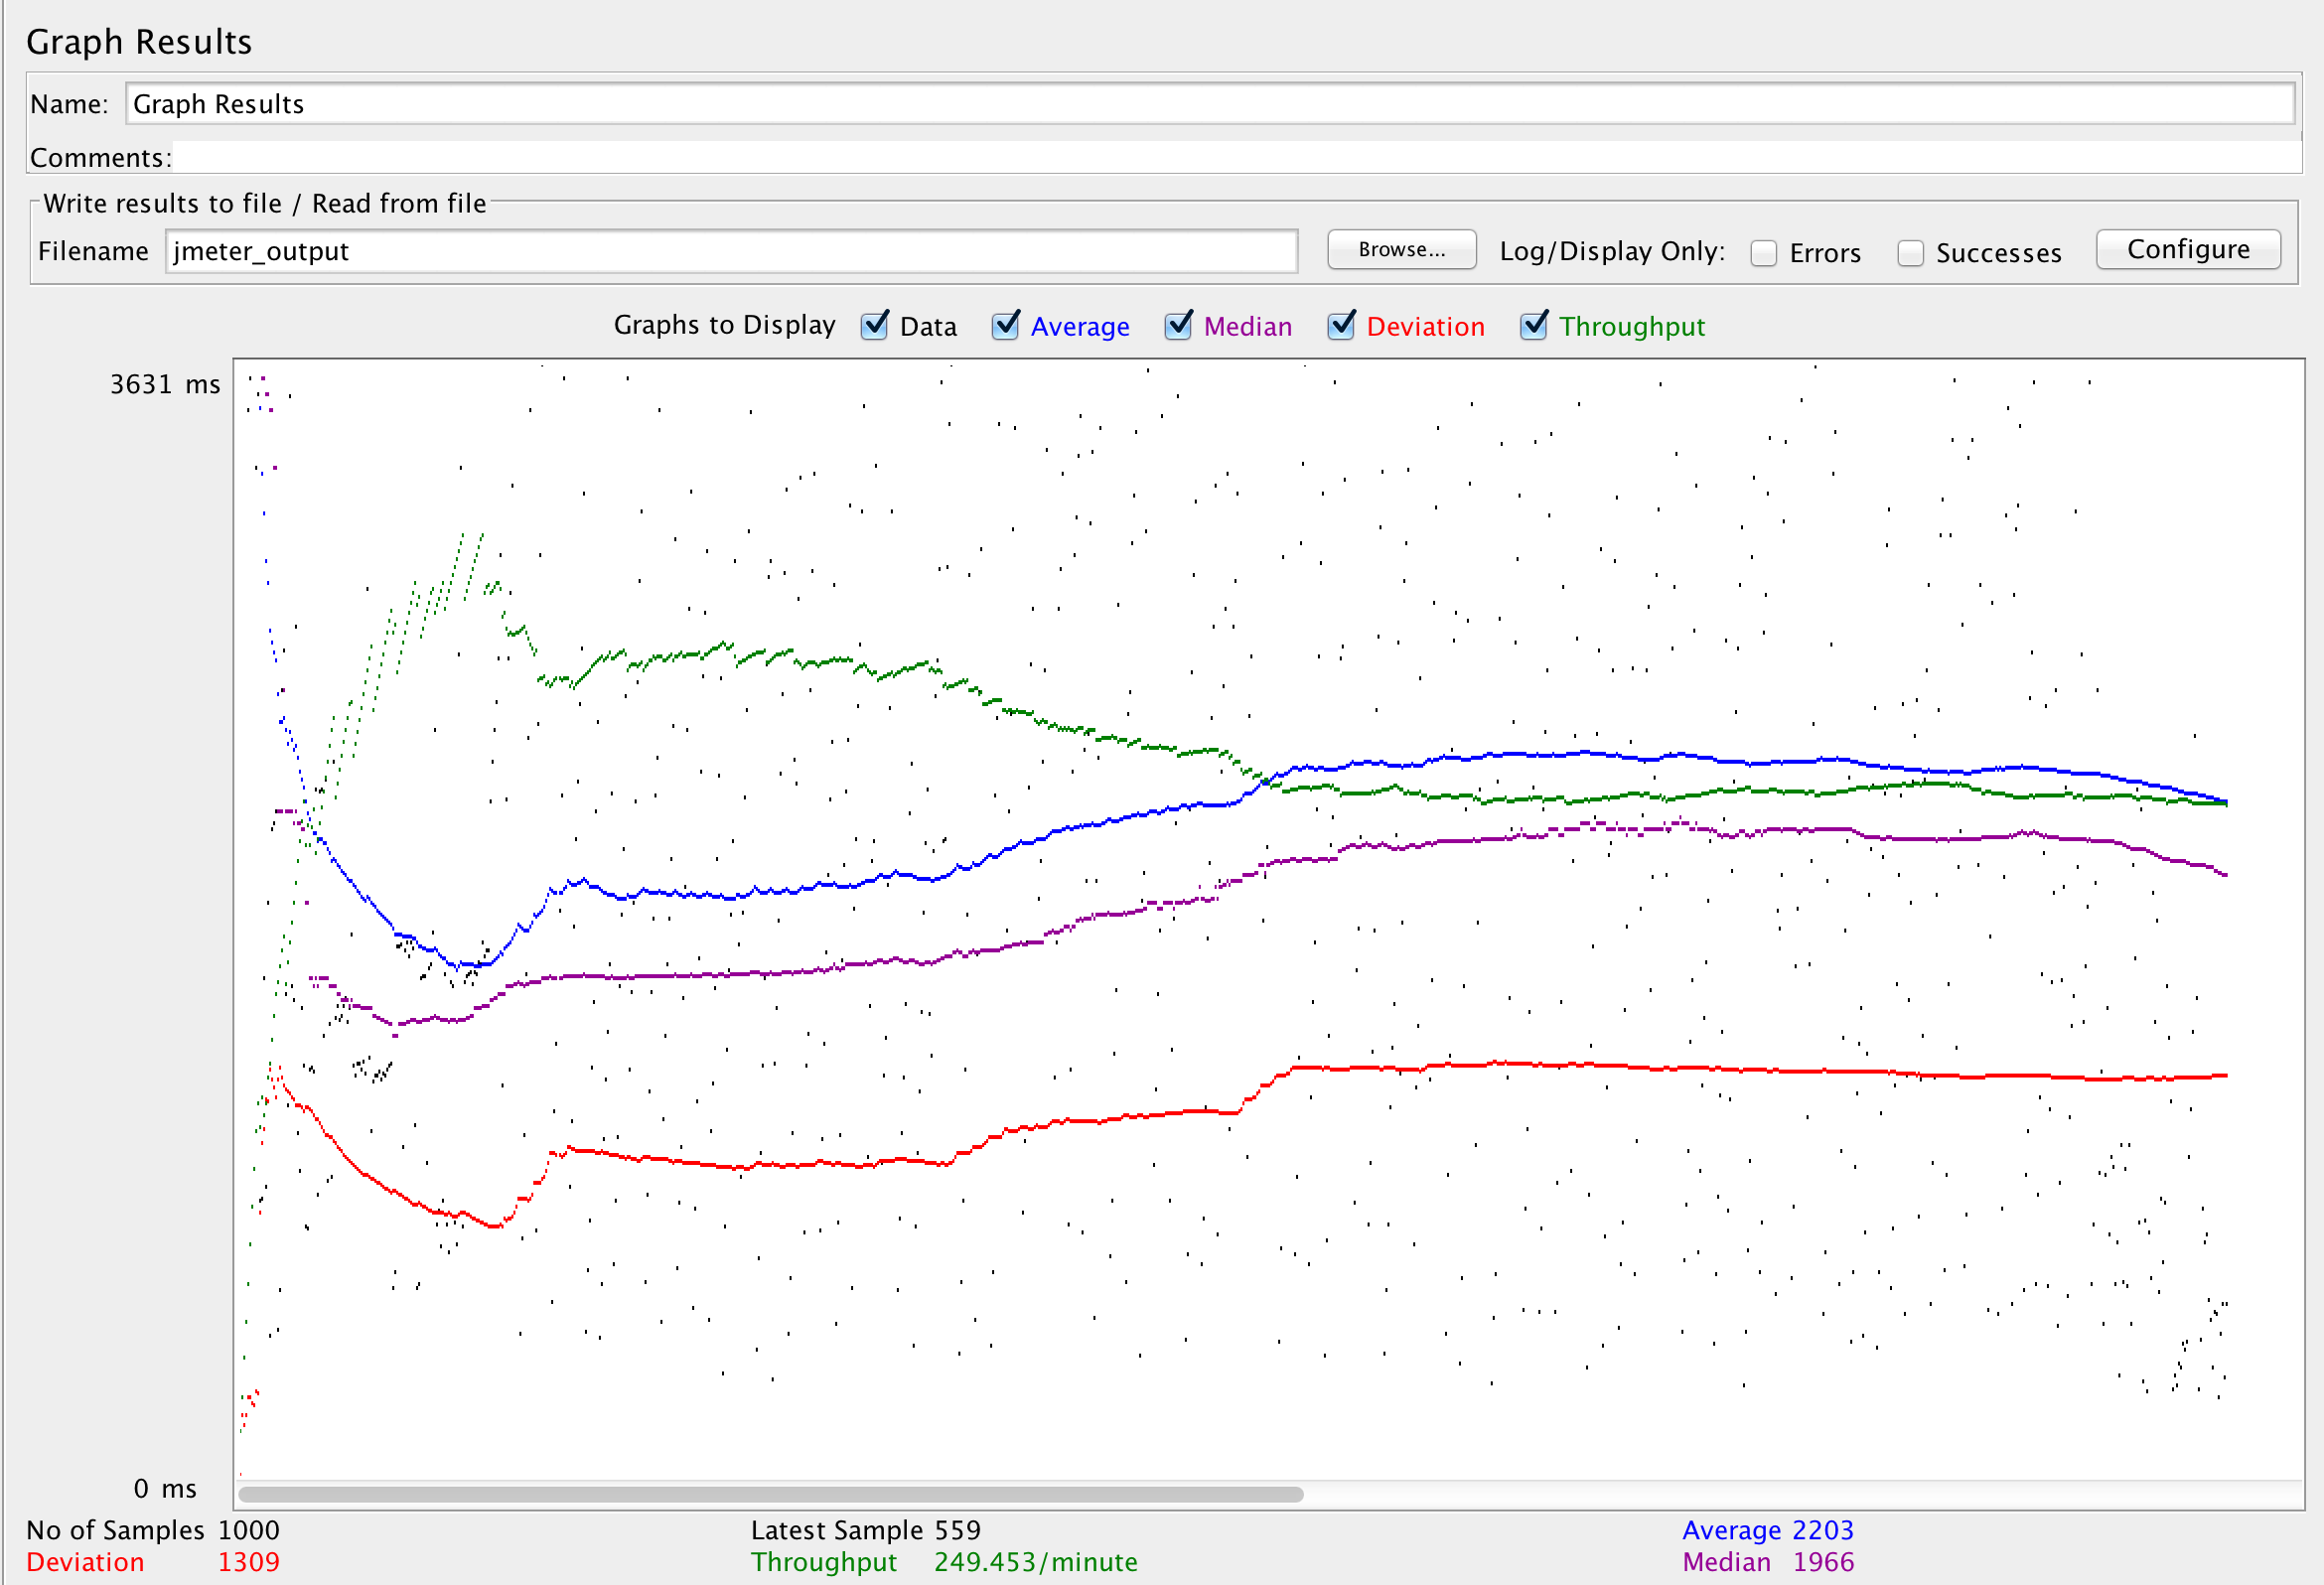 Graph Results
Name: Graph Results
Comments:
Write results to file / Read from file
Filename jmeter_output Browse... Log/Display Only: Errors Successes Configure
Graphs to Display Data Average Median Deviation Throughput
3631 ms
0 ms
No of Samples 1000 Latest Sample 559 Average 2203
Deviation 1309 Throughput 249.453/minute Median 1966